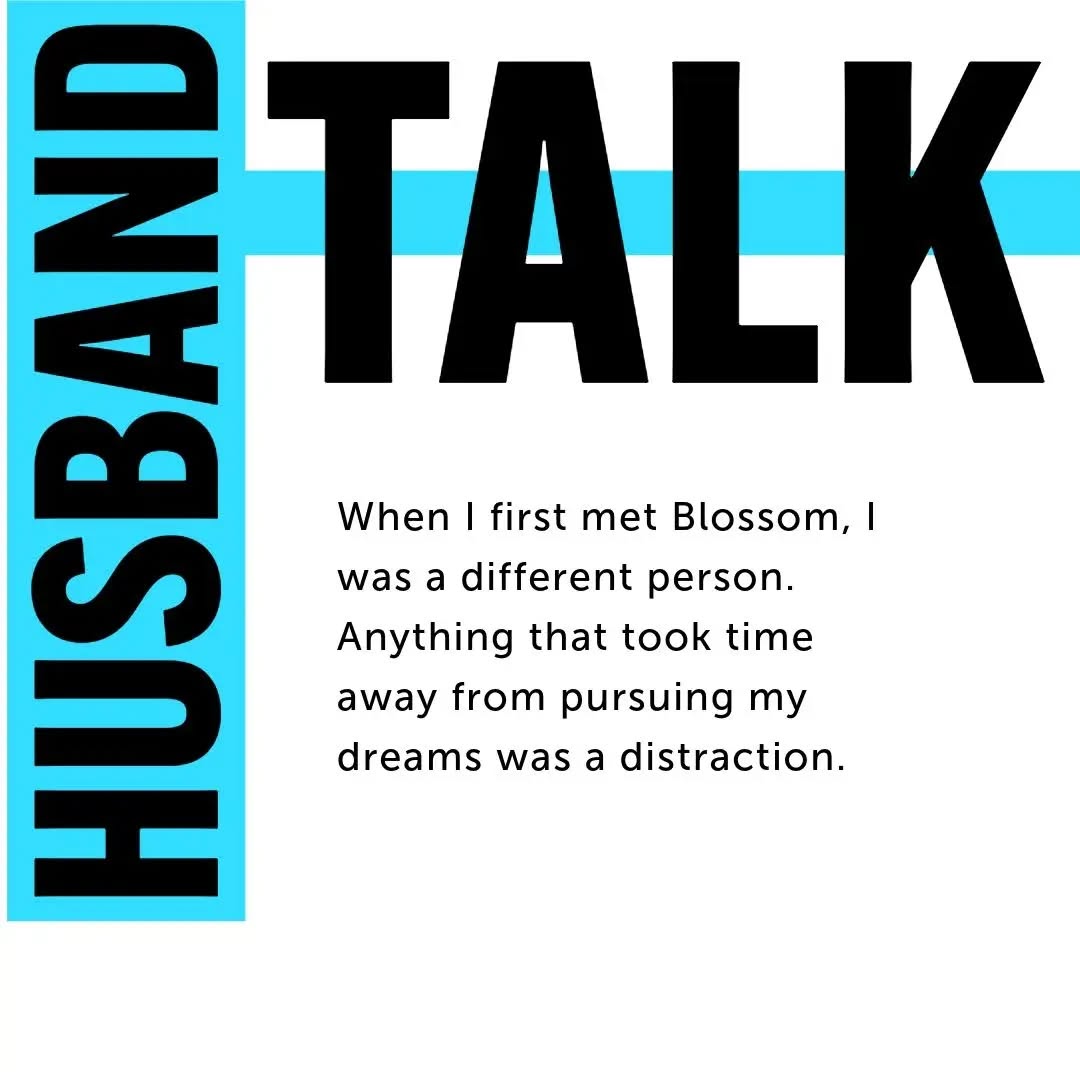 HUSBAND
TALK
When I first met Blossom, I
was a different person.
Anything that took time
away from pursuing my
dreams was a distraction.